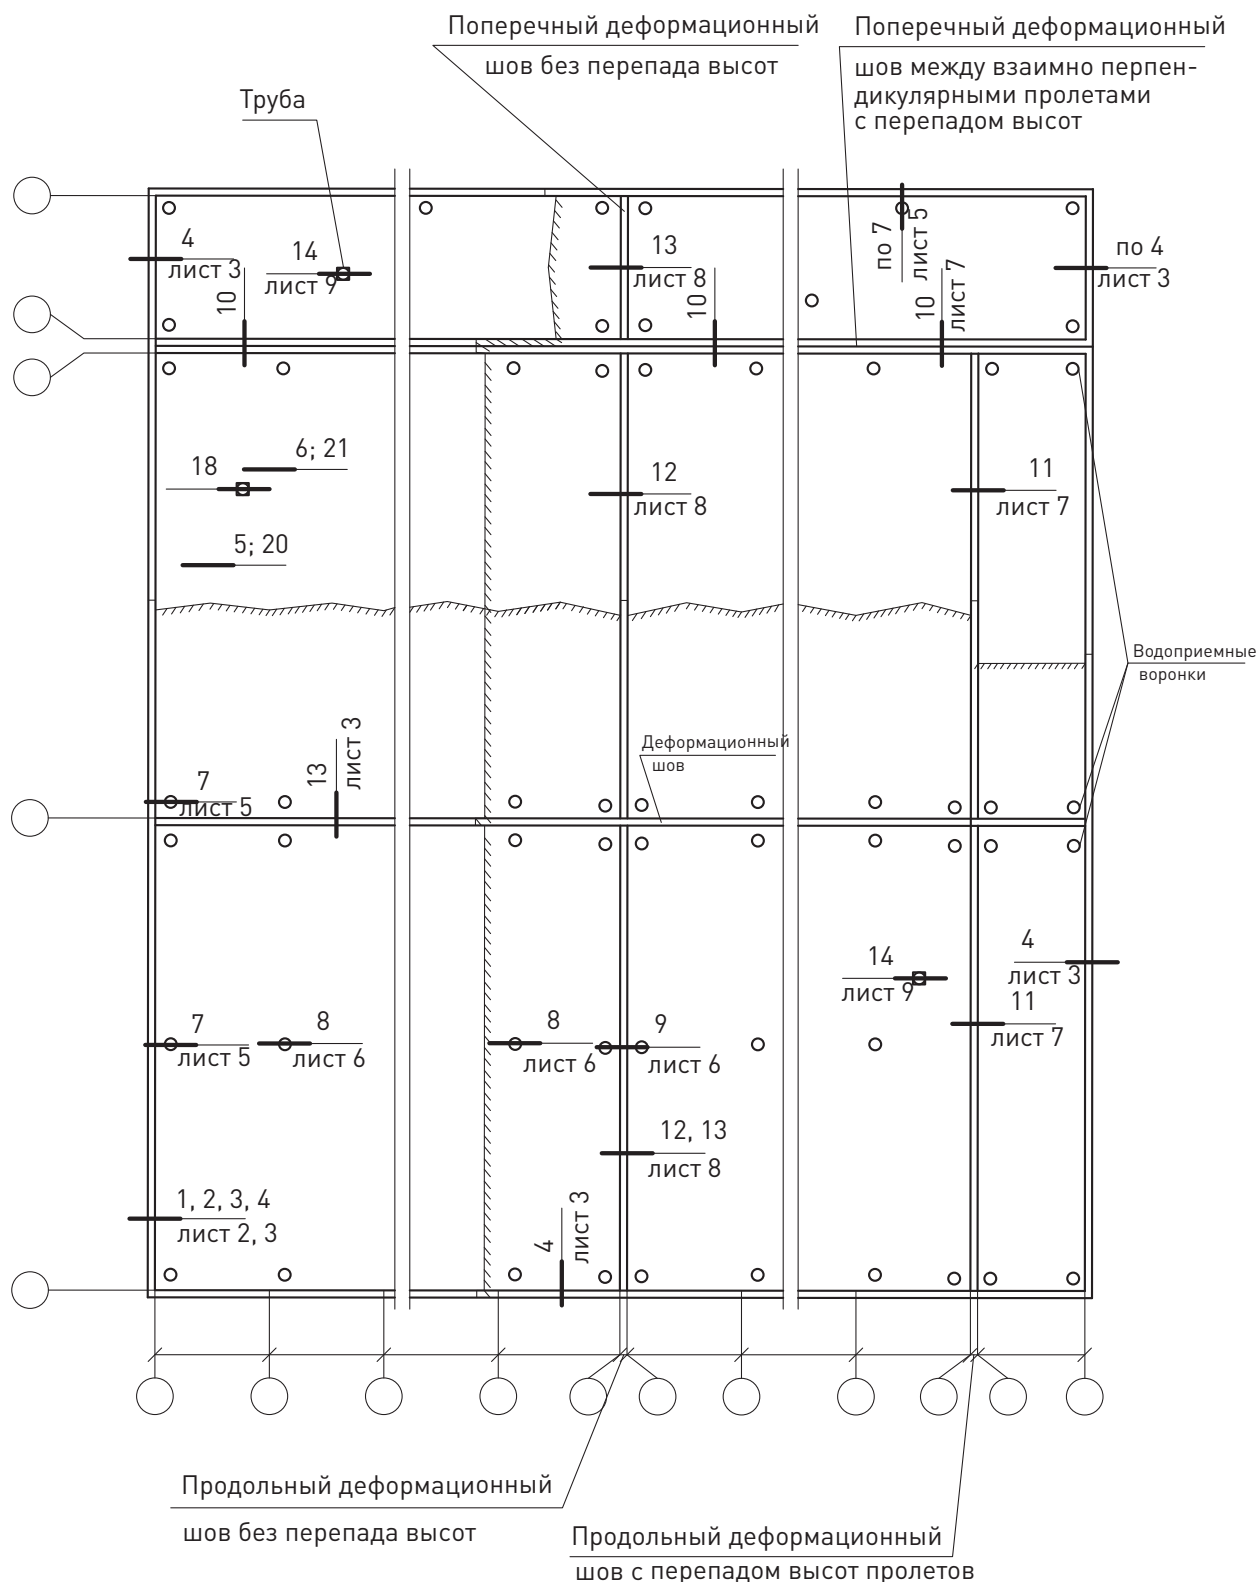 Поперечный деформационный
шов без перепада высот
Поперечный деформационный
шов между взаимно перпен-
дикулярными пролетами
с перепадом высот
Труба
4
лист 3
14
лист 9
10
13
лист 8
10
по 7
лист 5
10
лист 7
по 4
лист 3
6; 21
18
5; 20
12
лист 8
11
лист 7
Водоприемные
воронки
Деформационный
шов
13
лист 3
7
лист 5
14
лист 9
4
лист 3
11
лист 7
7
лист 5
8
лист 6
8
лист 6
9
лист 6
12, 13
лист 8
1, 2, 3, 4
лист 2, 3
4
лист 3
Продольный деформационный
шов без перепада высот
Продольный деформационный
шов с перепадом высот пролетов